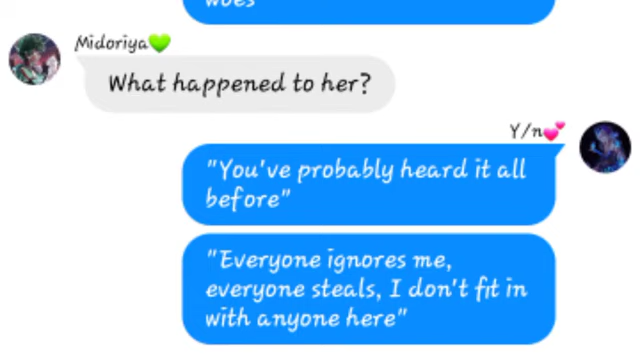 woes"
Midoriya💚
What happened to her?
Y/n💕
"You've probably heard it all
before"
"Everyone ignores me,
everyone steals, I don't fit in
with anyone here"